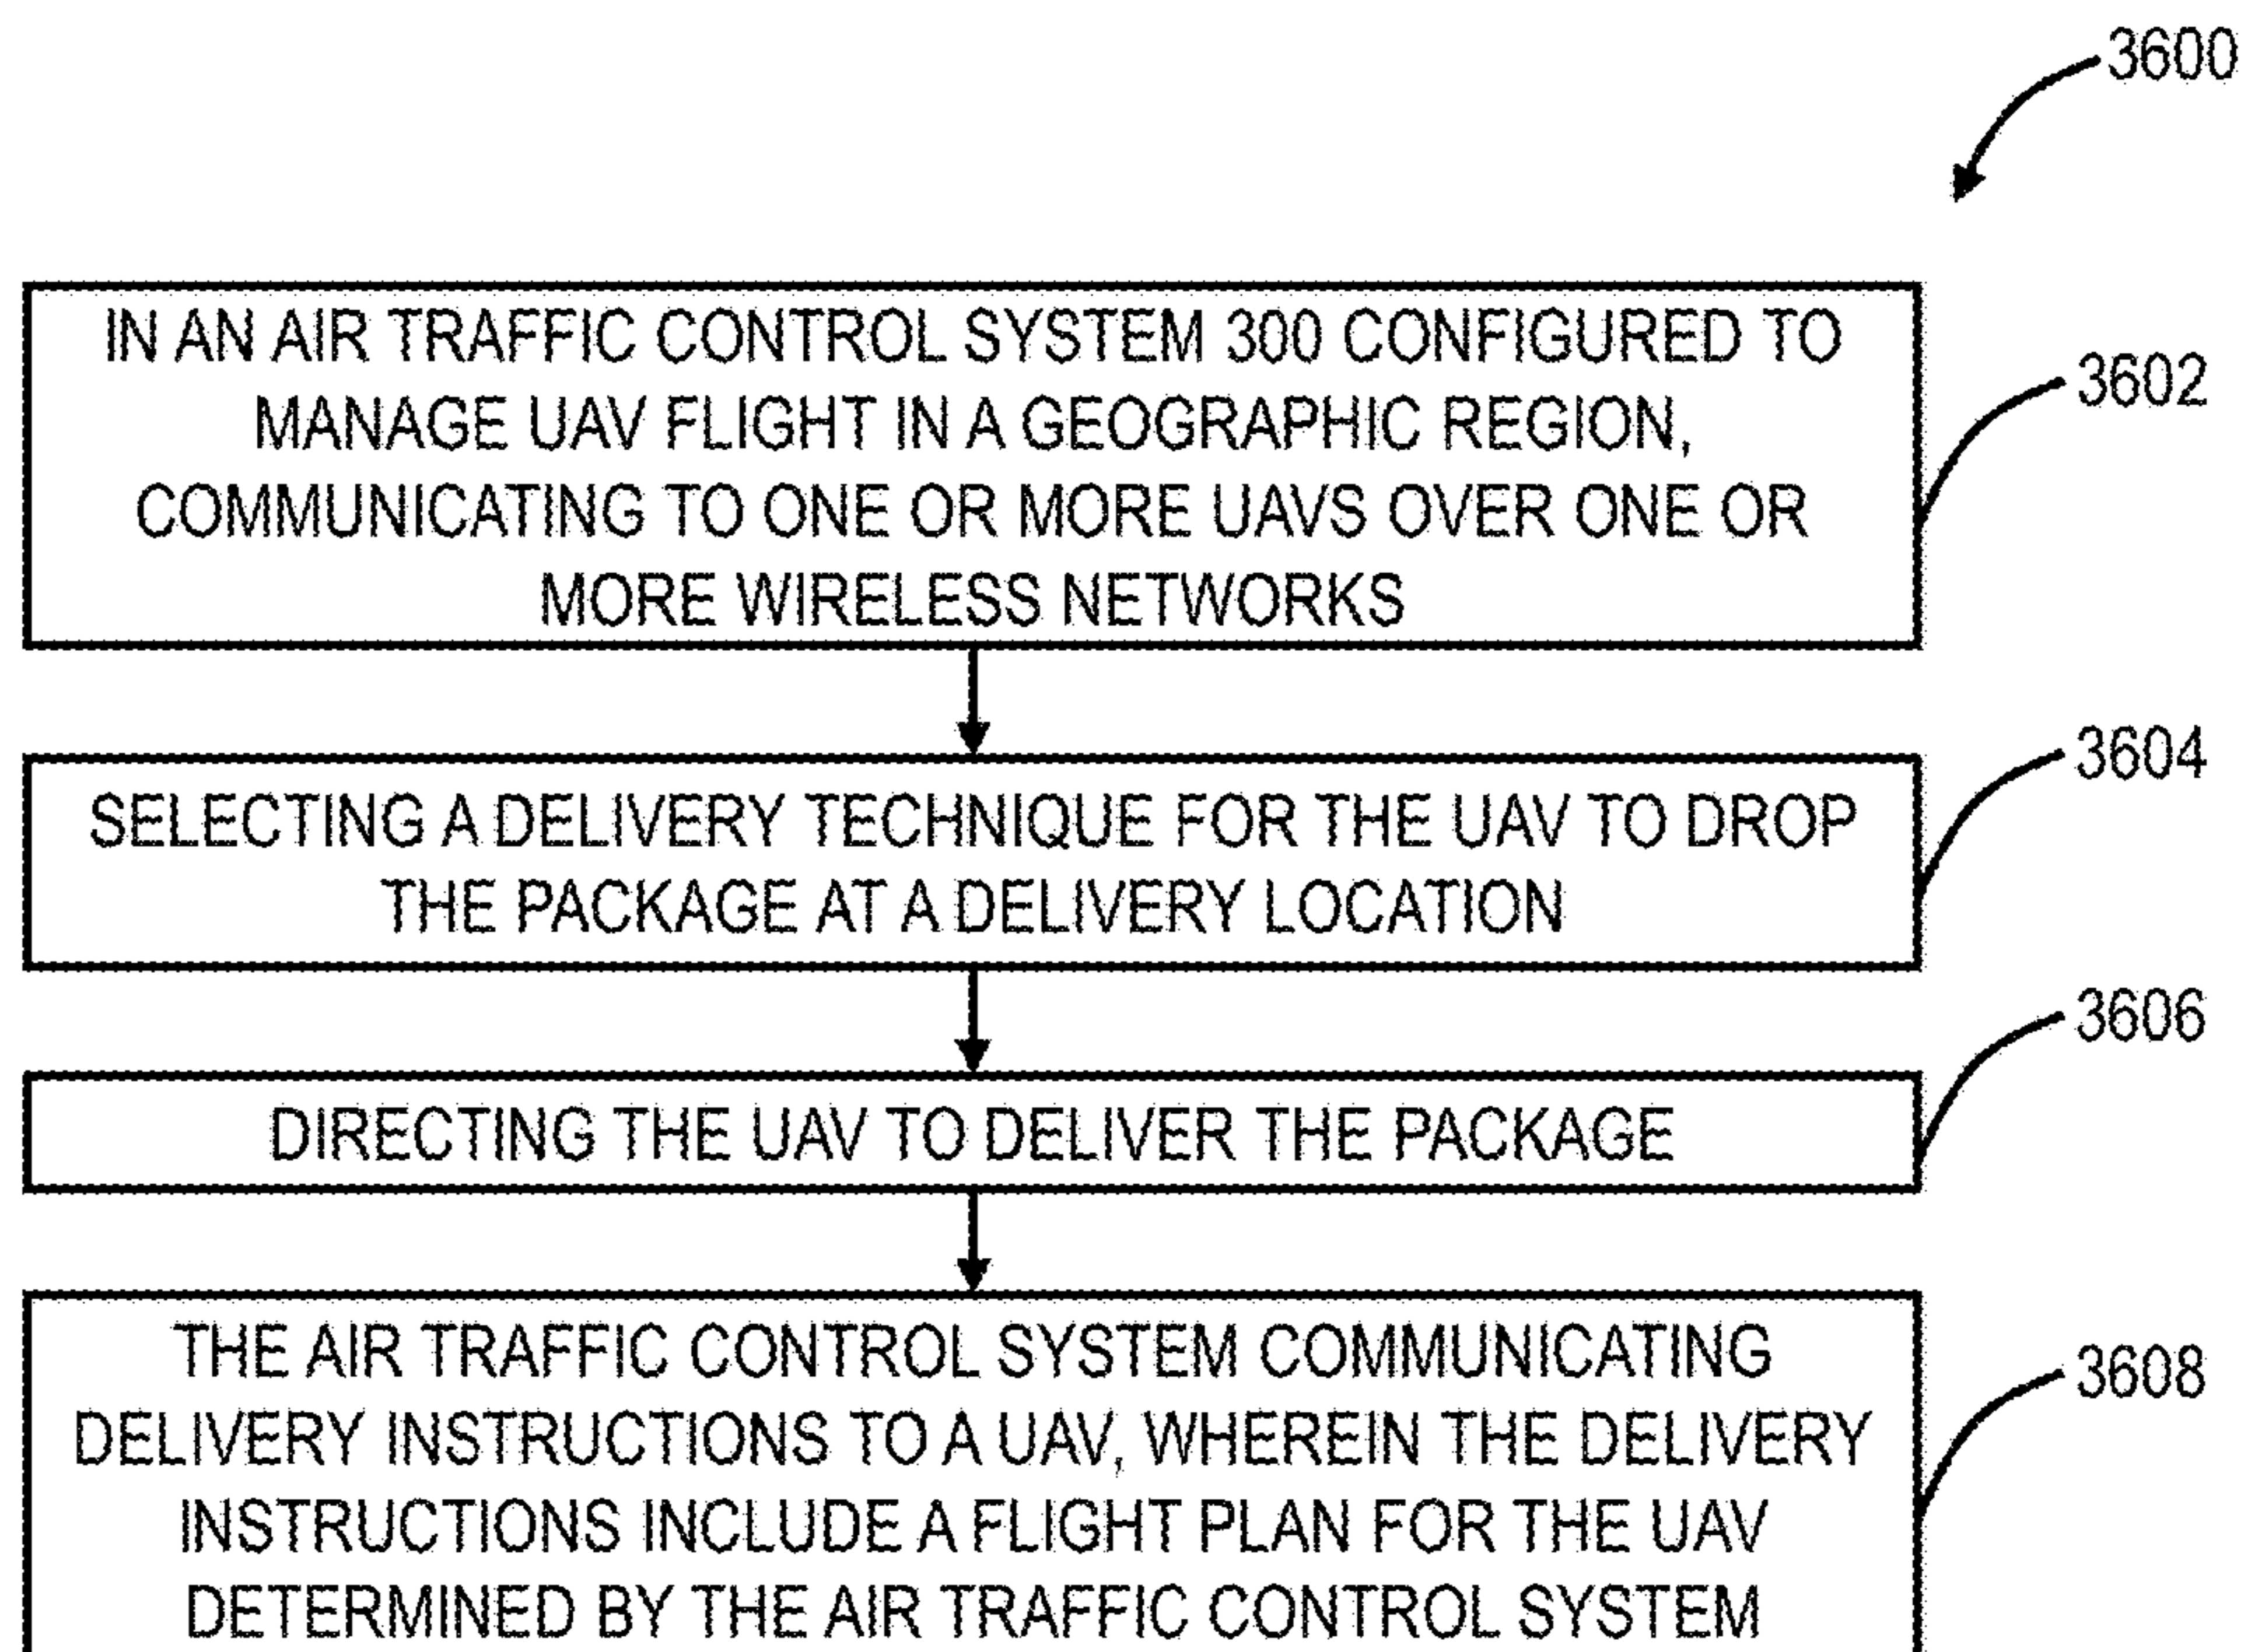 3600
IN AN AIR TRAFFIC CONTROL SYSTEM 300 CONFIGURED TO
MANAGE UAV FLIGHT IN A GEOGRAPHIC REGION,
COMMUNICATING TO ONE OR MORE UAVS OVER ONE OR
MORE WIRELESS NETWORKS
3602
SELECTING A DELIVERY TECHNIQUE FOR THE UAV TO DROP
THE PACKAGE AT A DELIVERY LOCATION
3604
DIRECTING THE UAV TO DELIVER THE PACKAGE
3606
THE AIR TRAFFIC CONTROL SYSTEM COMMUNICATING
DELIVERY INSTRUCTIONS TO A UAV, WHEREIN THE DELIVERY
INSTRUCTIONS INCLUDE A FLIGHT PLAN FOR THE UAV
DETERMINED BY THE AIR TRAFFIC CONTROL SYSTEM
3608